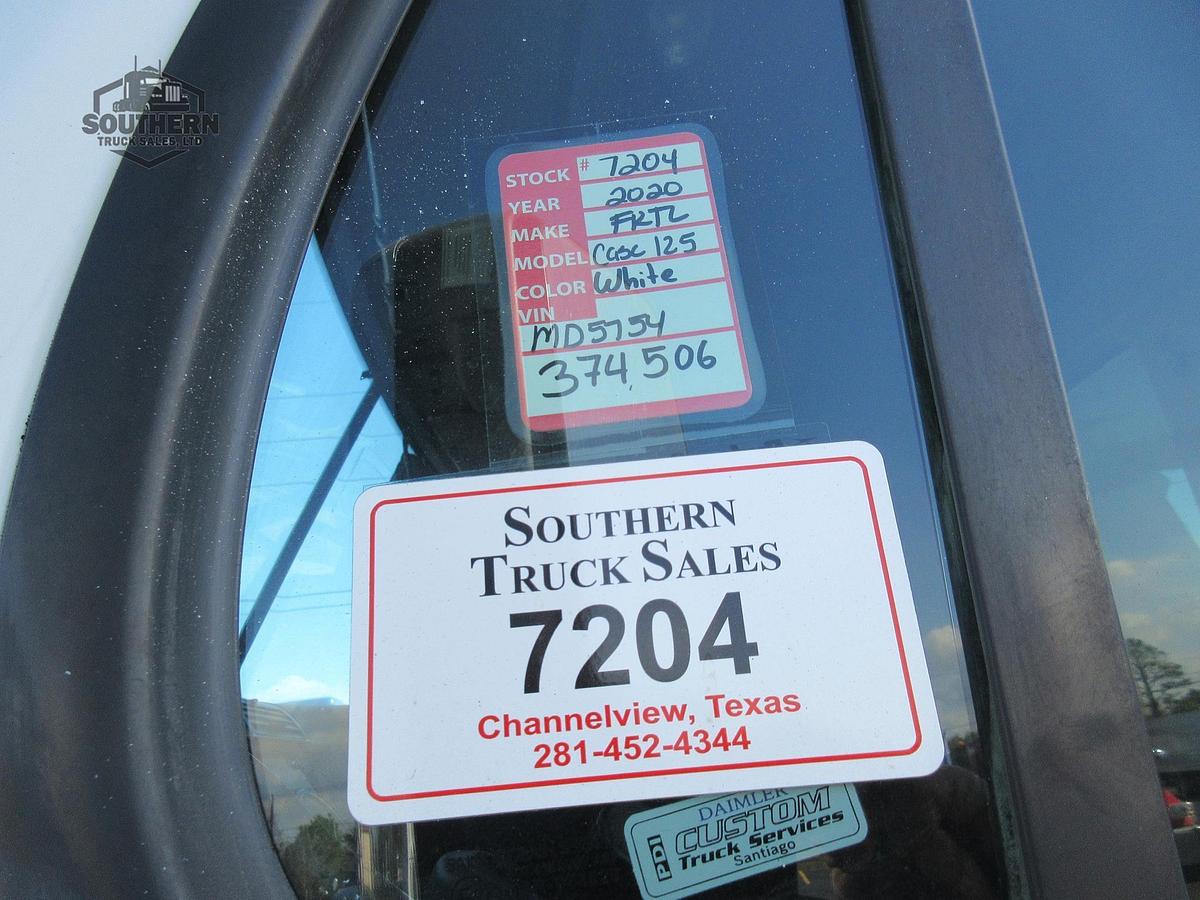 SOUTHERN
TRUCK SALES, LTD
STOCK # 7204
YEAR 2020
MAKE FRTL
MODEL Casc 125
COLOR White
VIN
MD5754
374,506
SOUTHERN
TRUCK SALES
7204
Channelview, Texas
281-452-4344
DAIMLER
PDI CUSTOM
Truck Services
Santiago